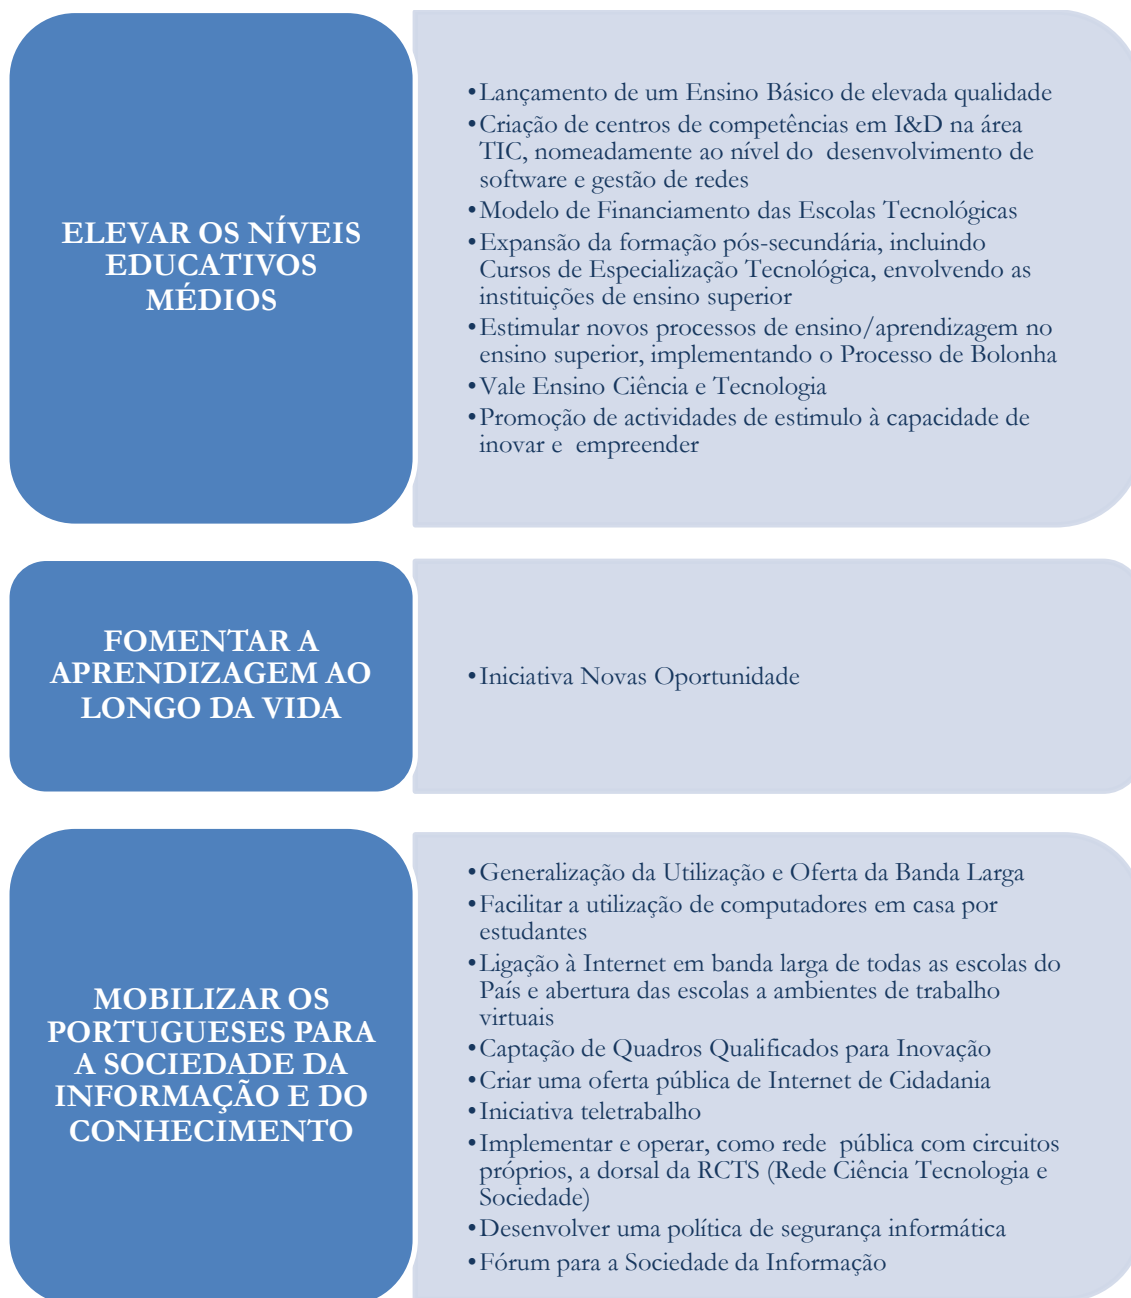 ELEVAR OS NÍVEIS
EDUCATIVOS
MÉDIOS
•Lançamento de um Ensino Básico de elevada qualidade
•Criação de centros de competências em I&D na área
TIC, nomeadamente ao nível do desenvolvimento de
software e gestão de redes
•Modelo de Financiamento das Escolas Tecnológicas
•Expansão da formação pós-secundária, incluindo
Cursos de Especialização Tecnológica, envolvendo as
instituições de ensino superior
•Estimular novos processos de ensino/aprendizagem no
ensino superior, implementando o Processo de Bolonha
•Vale Ensino Ciência e Tecnologia
•Promoção de actividades de estimulo à capacidade de
inovar e empreender
FOMENTAR A
APRENDIZAGEM AO
LONGO DA VIDA
•Iniciativa Novas Oportunidade
MOBILIZAR OS
PORTUGUESES PARA
A SOCIEDADE DA
INFORMAÇÃO E DO
CONHECIMENTO
•Generalização da Utilização e Oferta da Banda Larga
•Facilitar a utilização de computadores em casa por
estudantes
•Ligação à Internet em banda larga de todas as escolas do
País e abertura das escolas a ambientes de trabalho
virtuais
•Captação de Quadros Qualificados para Inovação
•Criar uma oferta pública de Internet de Cidadania
•Iniciativa teletrabalho
•Implementar e operar, como rede pública com circuitos
próprios, a dorsal da RCTS (Rede Ciência Tecnologia e
Sociedade)
•Desenvolver uma política de segurança informática
•Fórum para a Sociedade da Informação